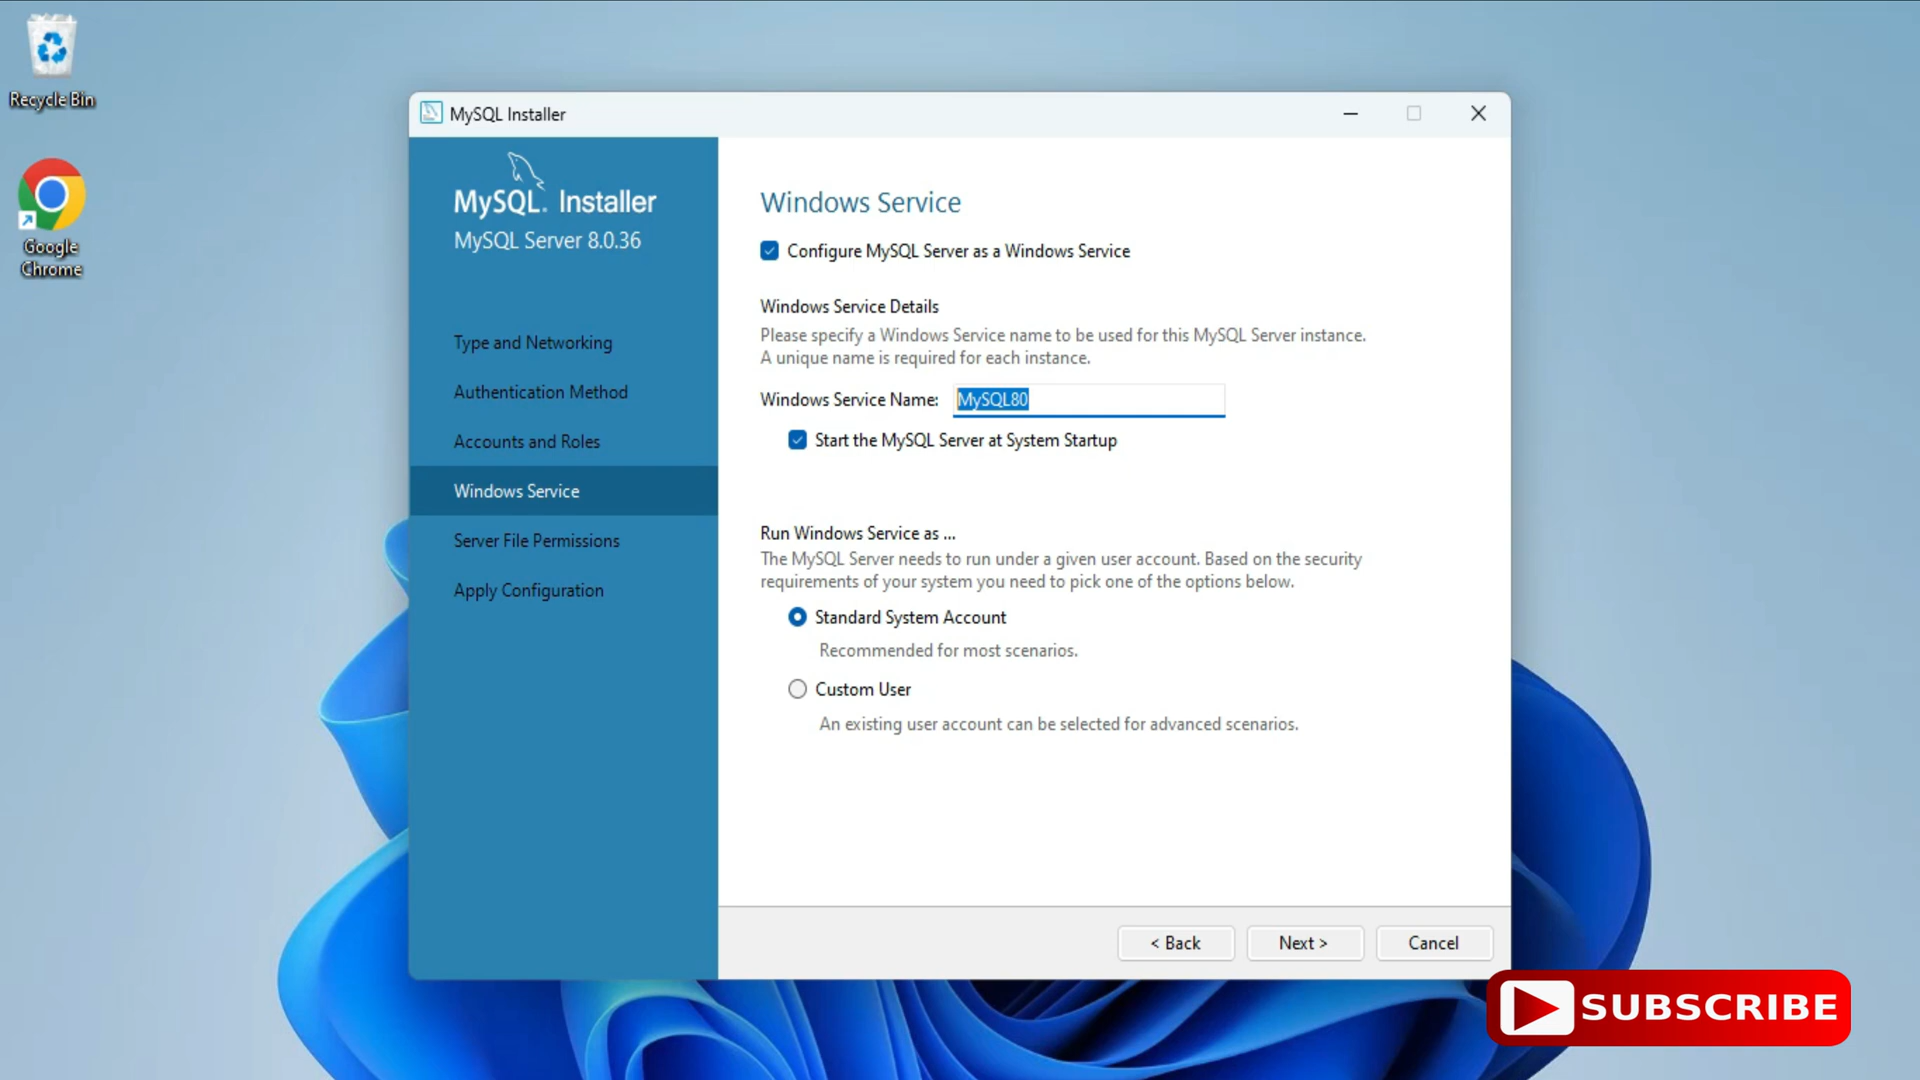 Recycle Bin
Google
Chrome
MySQL Installer
MySQL. Installer
MySQL Server 8.0.36
Type and Networking
Authentication Method
Accounts and Roles
Windows Service
Server File Permissions
Apply Configuration
Windows Service
Configure MySQL Server as a Windows Service
Windows Service Details
Please specify a Windows Service name to be used for this MySQL Server instance.
A unique name is required for each instance.
Windows Service Name: MySQL80
Start the MySQL Server at System Startup
Run Windows Service as ...
The MySQL Server needs to run under a given user account. Based on the security
requirements of your system you need to pick one of the options below.
Standard System Account
Recommended for most scenarios.
Custom User
An existing user account can be selected for advanced scenarios.
< Back Next > Cancel
SUBSCRIBE